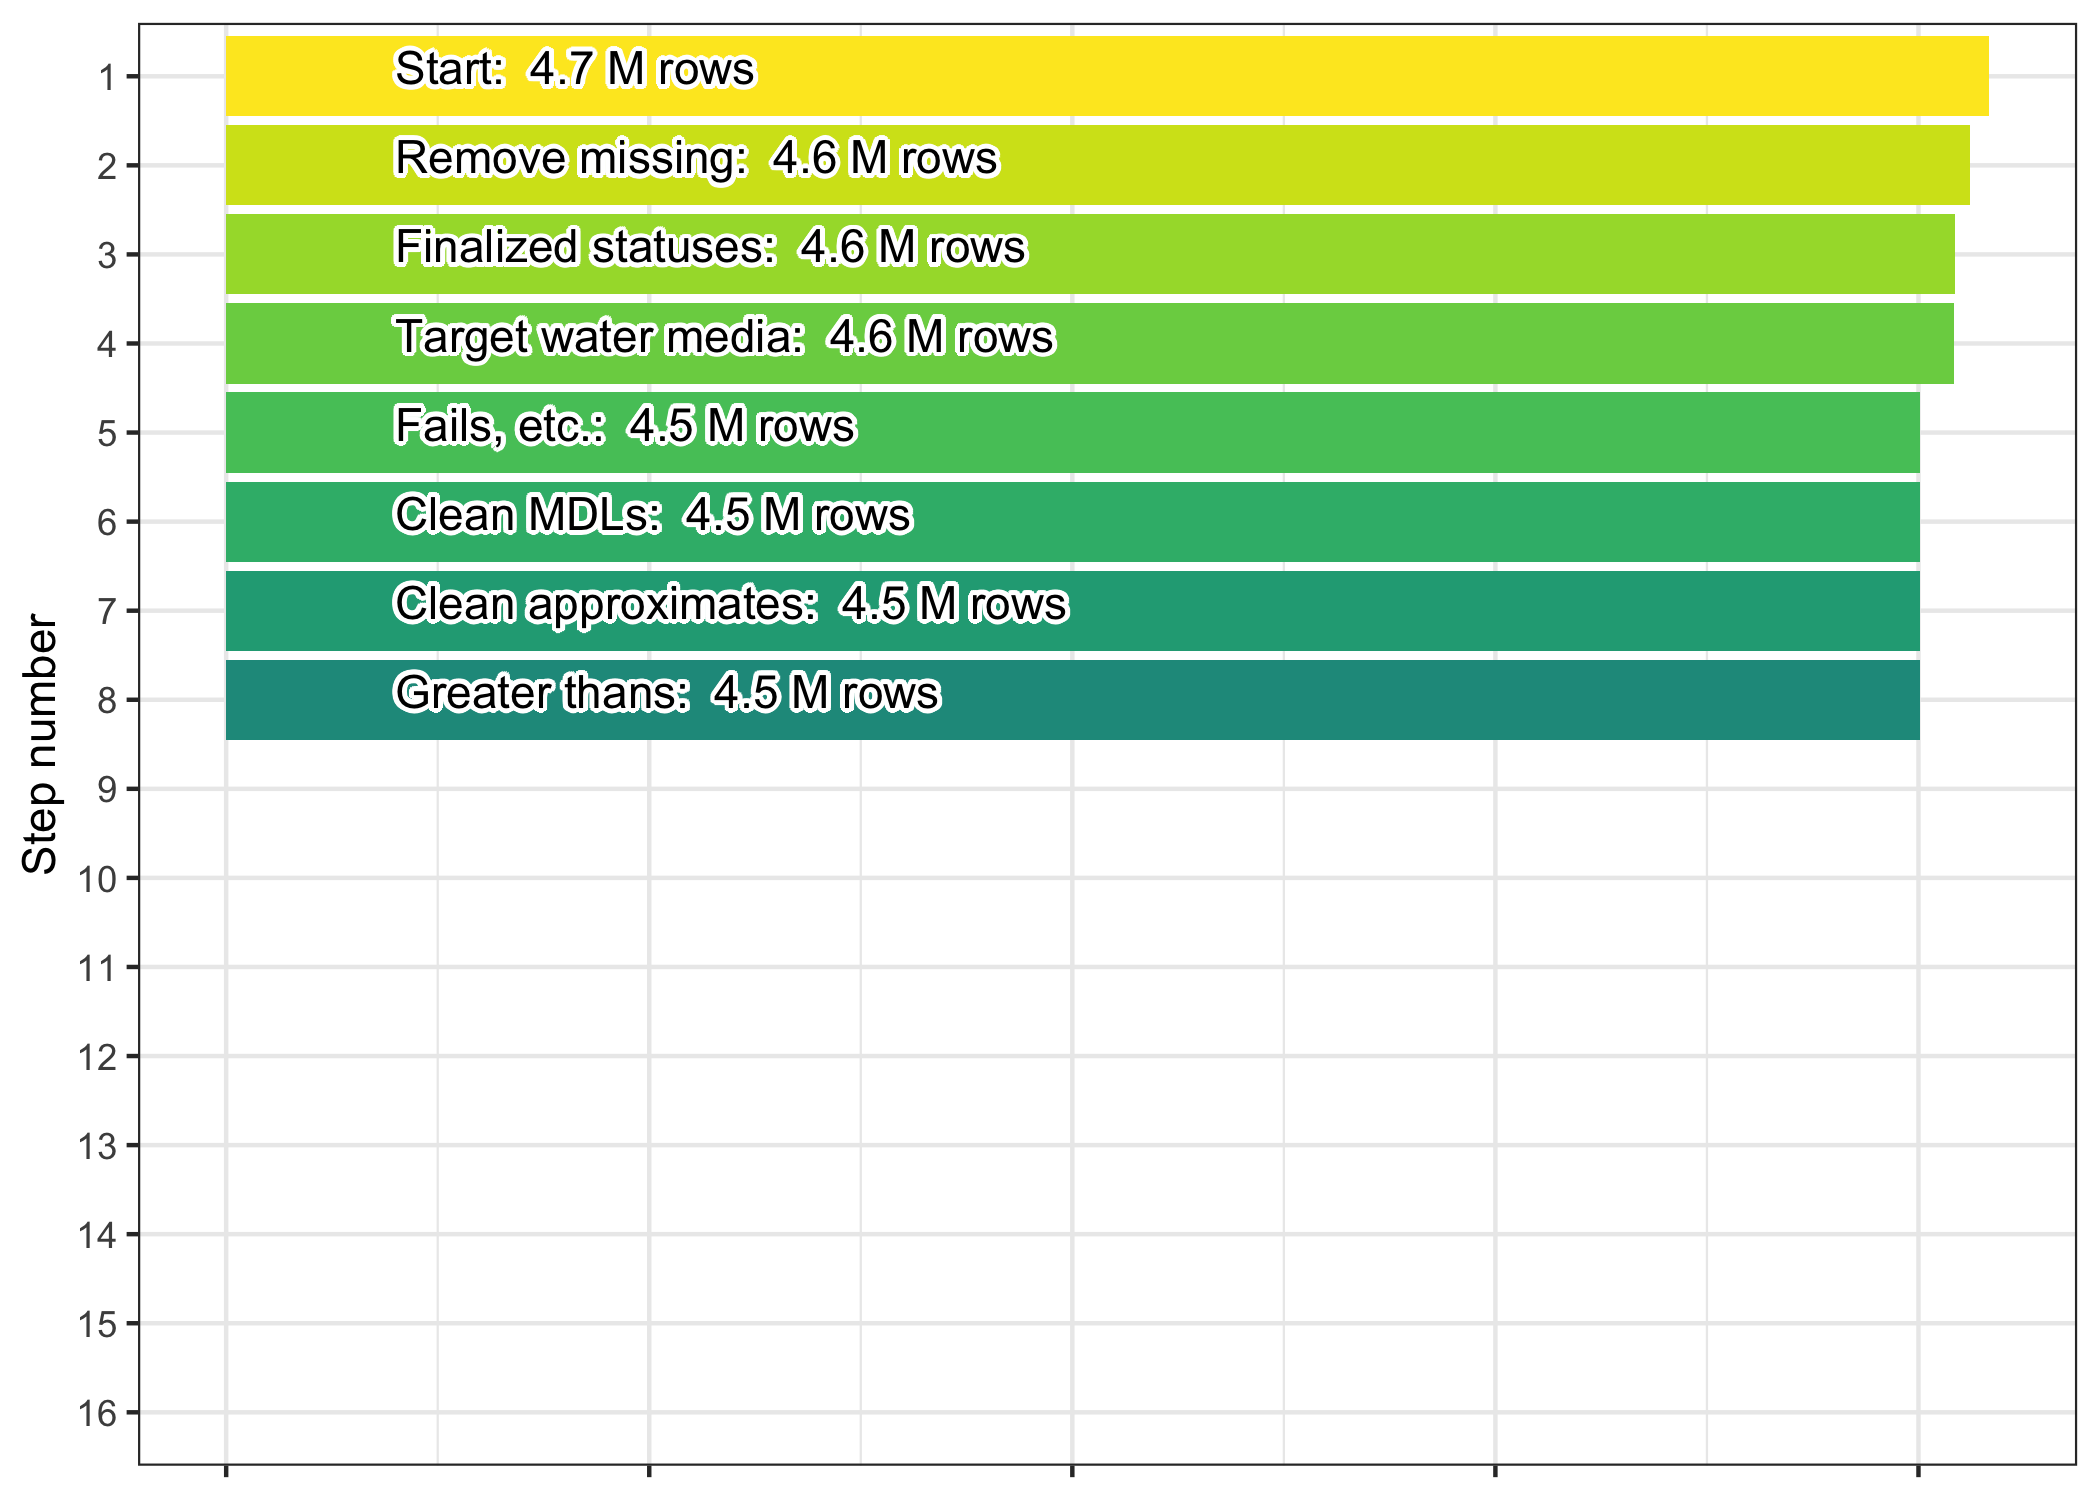 1 Start: 4.7 M rows
2 Remove missing: 4.6 M rows
3 Finalized statuses: 4.6 M rows
4 Target water media: 4.6 M rows
5 Fails, etc.: 4.5 M rows
6 Clean MDLs: 4.5 M rows
7 Clean approximates: 4.5 M rows
8 Greater thans: 4.5 M rows
9
10
11
12
13
14
15
16
Step number